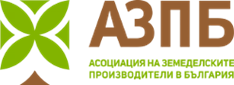 АЗПБ
АСОЦИАЦИЯ НА ЗЕМЕДЕЛСКИТЕ
ПРОИЗВОДИТЕЛИ В БЪЛГАРИЯ